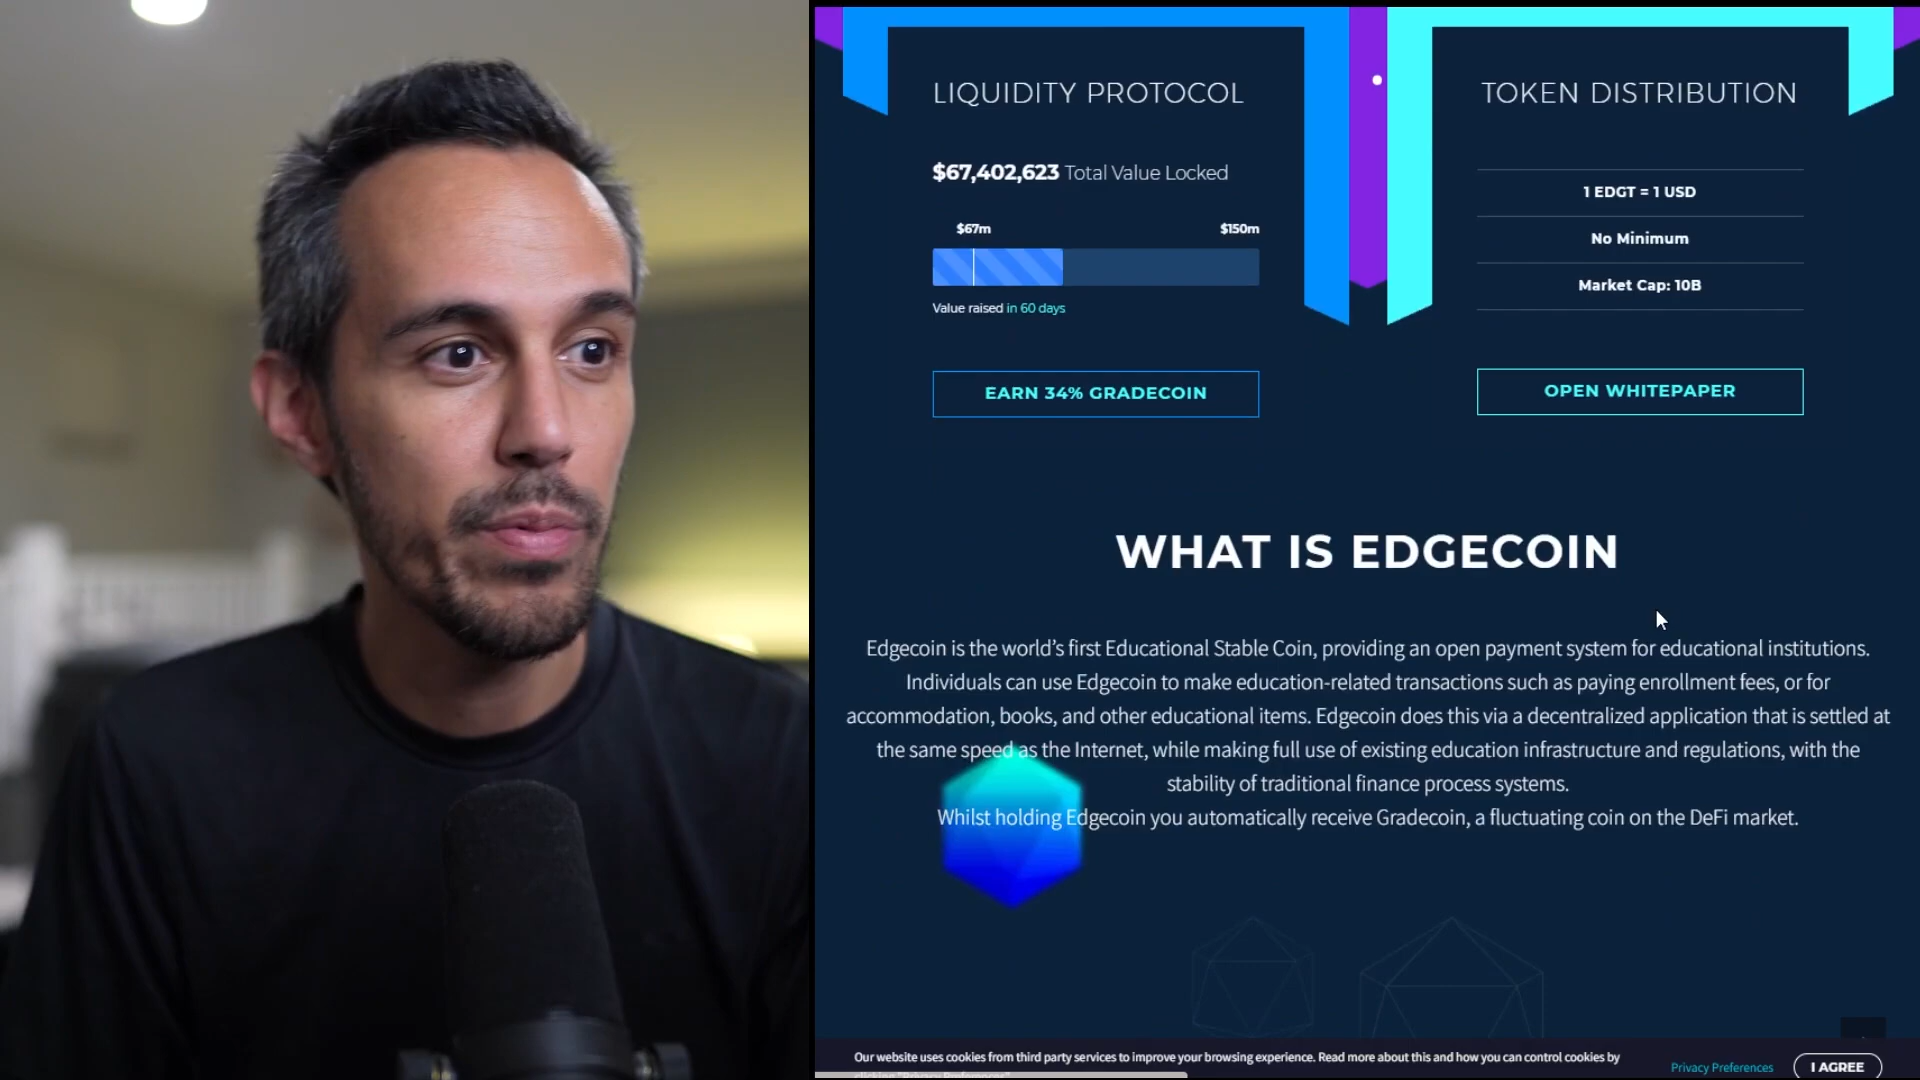 LIQUIDITY PROTOCOL
$67,402,623 Total Value Locked
$67m
$150m
Value raised in 60 days
EARN 34% GRADECOIN
TOKEN DISTRIBUTION
1 EDGT = 1 USD
No Minimum
Market Cap: 10B
OPEN WHITEPAPER
WHAT IS EDGECOIN
Edgecoin is the world's first Educational Stable Coin, providing an open payment system for educational institutions.
Individuals can use Edgecoin to make education-related transactions such as paying enrollment fees, or for
accommodation, books, and other educational items. Edgecoin does this via a decentralized application that is settled at
the same speed as the Internet, while making full use of existing education infrastructure and regulations, with the
stability of traditional finance process systems.
Whilst holding Edgecoin you automatically receive Gradecoin, a fluctuating coin on the DeFi market.
Our website uses cookies from third party services to improve your browsing experience. Read more about this and how you can control cookies by
clicking "Privacy Preferences"
Privacy Preferences
I AGREE